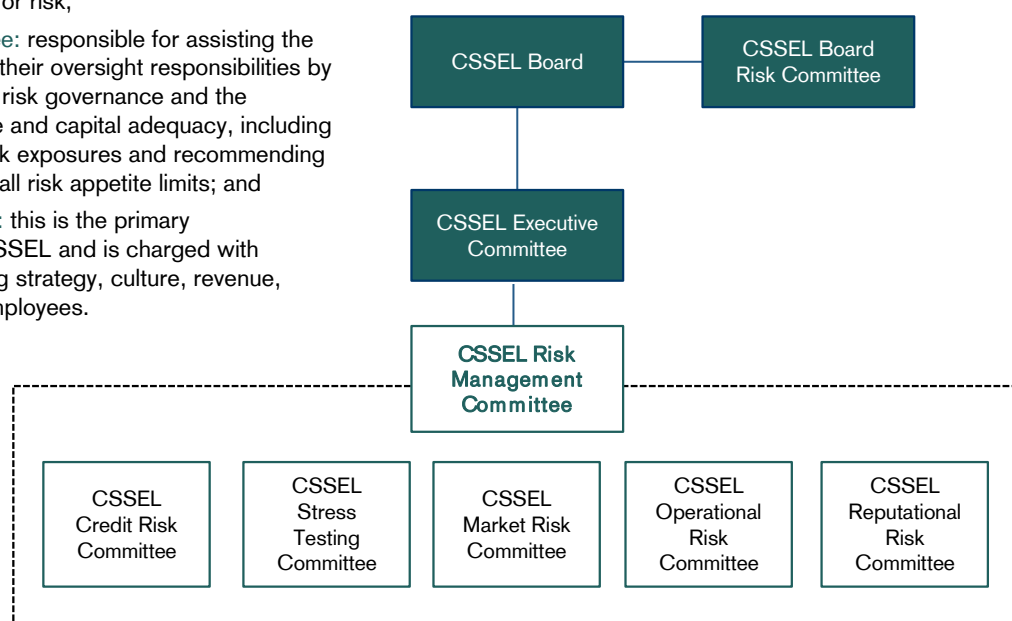 or risk;
e: responsible for assisting the
their oversight responsibilities by
risk governance and the
e and capital adequacy, including
k exposures and recommending
all risk appetite limits; and
: this is the primary
SSEL and is charged with
g strategy, culture, revenue,
mployees.
CSSEL Board
CSSEL Board
Risk Committee
CSSEL Executive
Committee
CSSEL Risk
Management
Committee
CSSEL
Credit Risk
Committee
CSSEL
Stress
Testing
Committee
CSSEL
Market Risk
Committee
CSSEL
Operational
Risk
Committee
CSSEL
Reputational
Risk
Committee